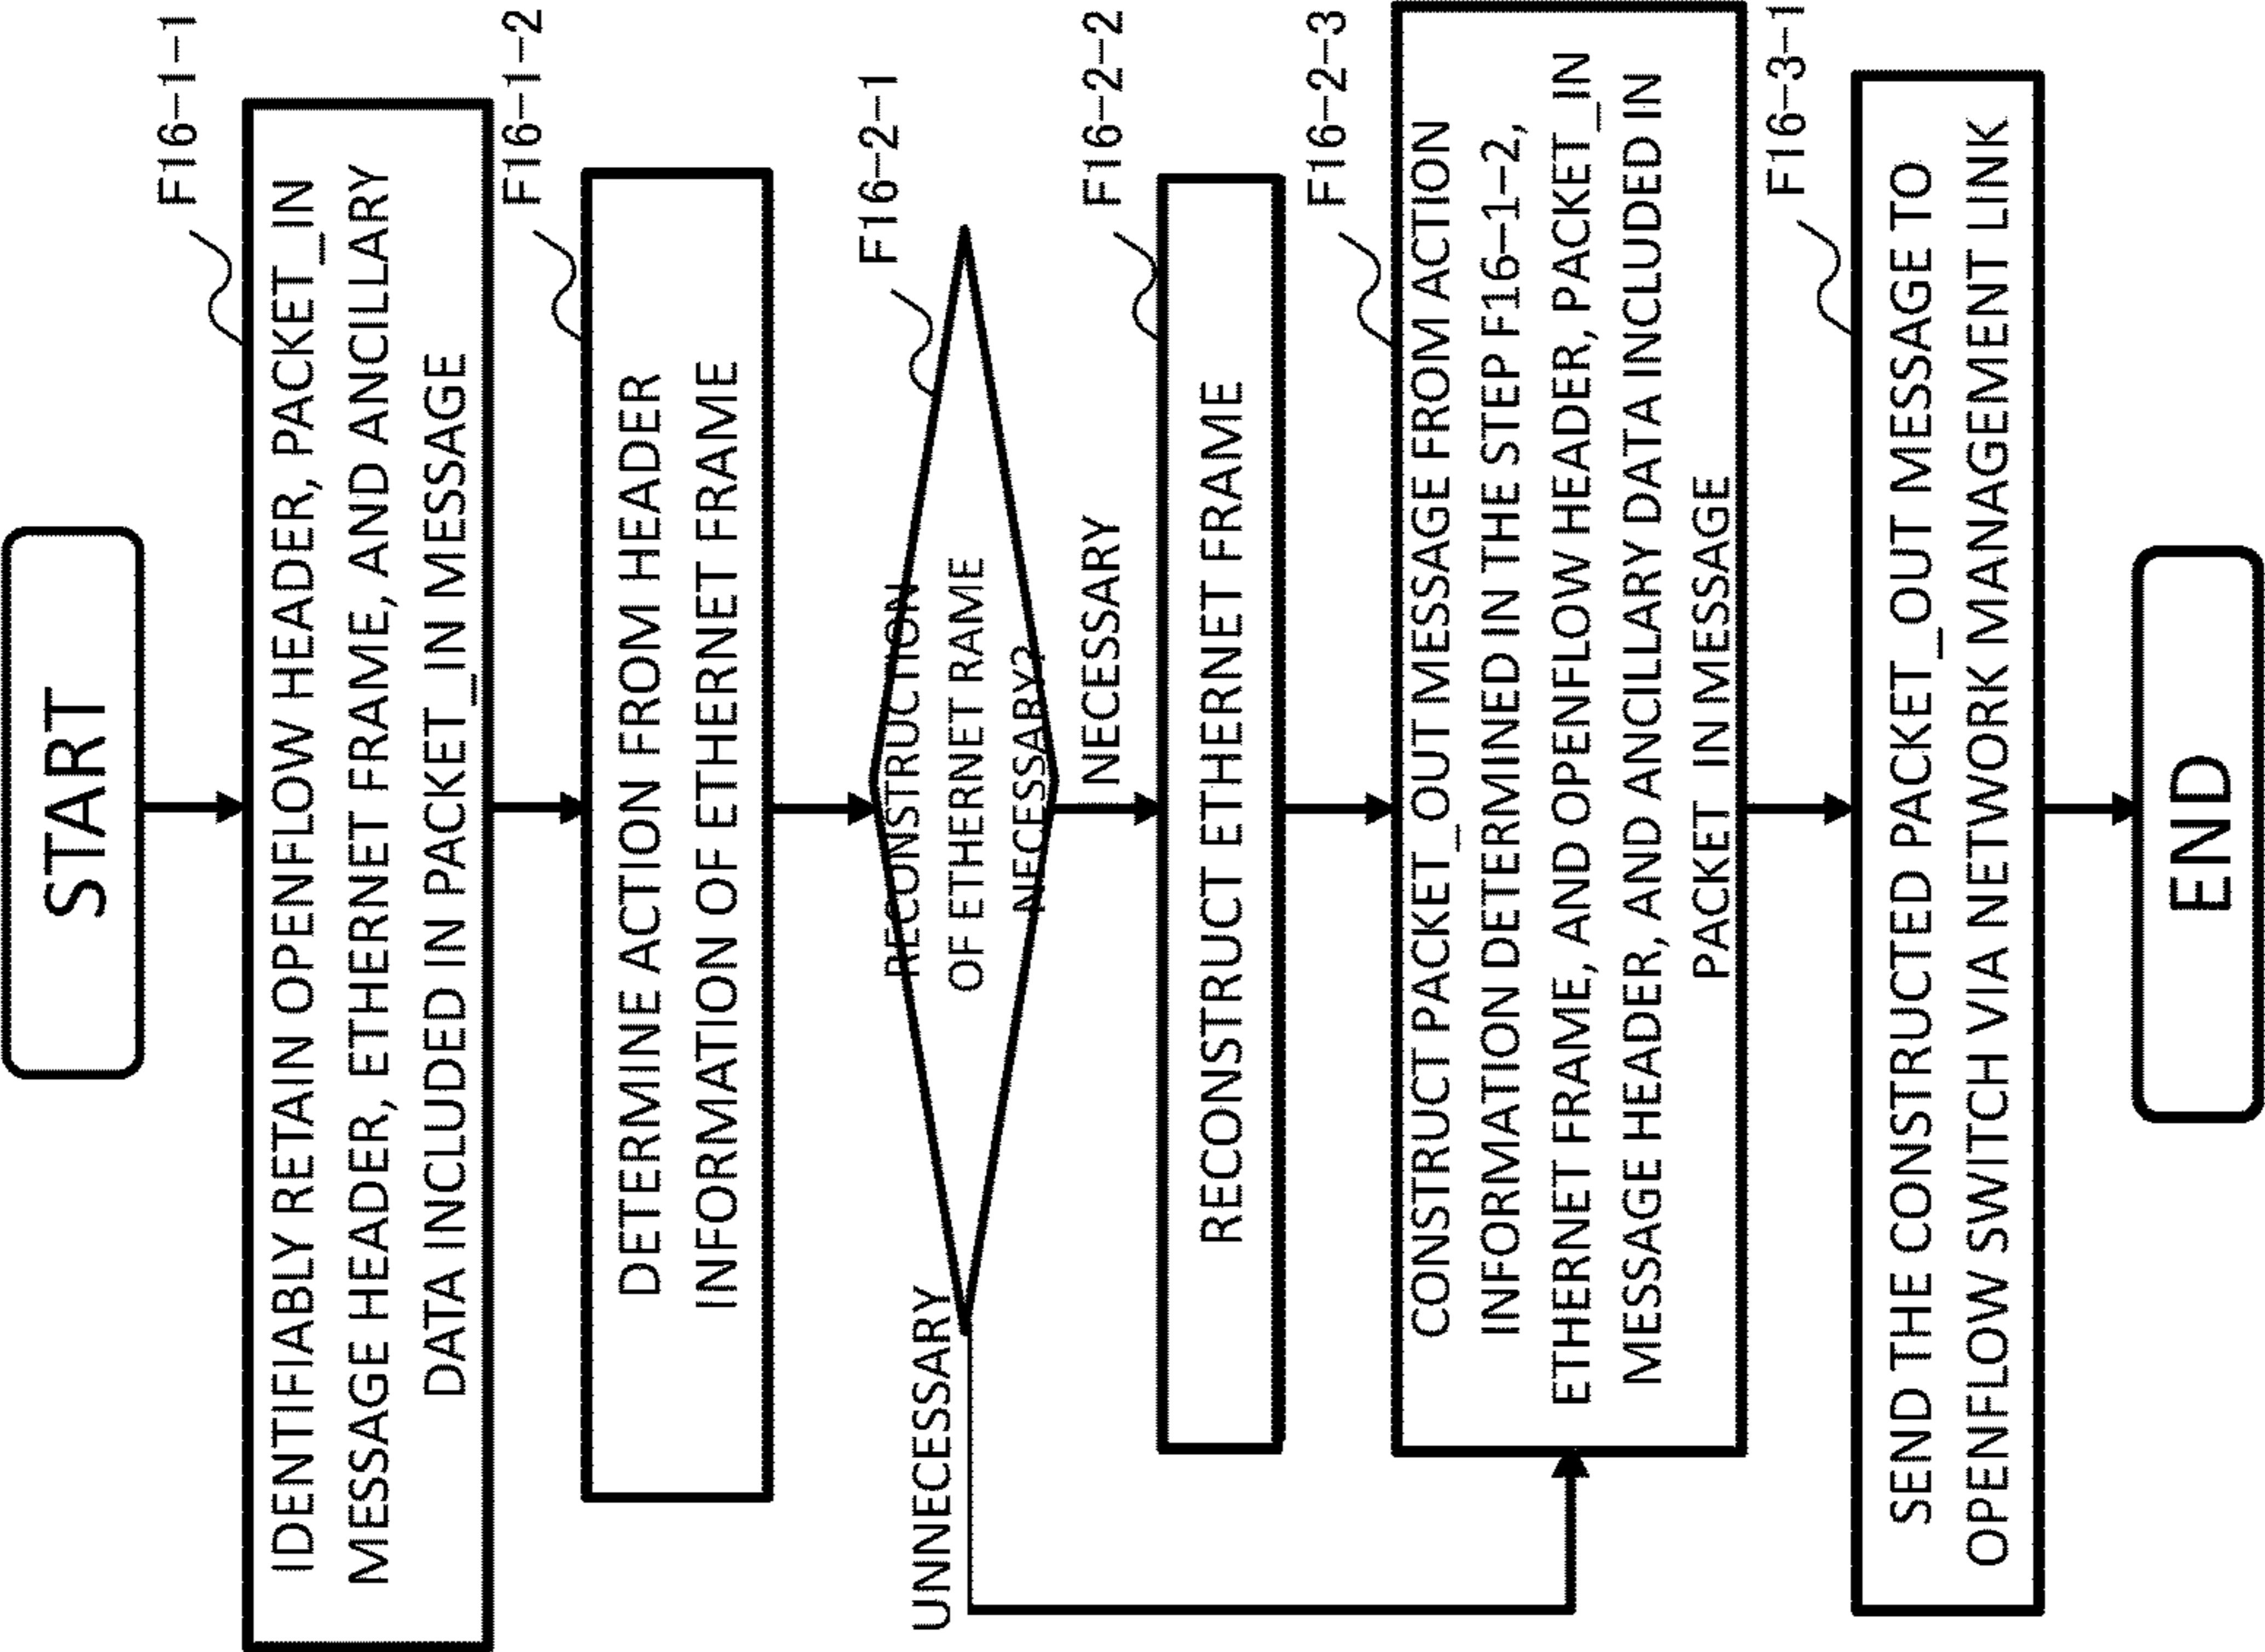 START
F16-1-1
IDENTIFIABLY RETAIN OPENFLOW HEADER, PACKET_IN
MESSAGE HEADER, ETHERNET FRAME, AND ANCILLARY
DATA INCLUDED IN PACKET_IN MESSAGE
F16-1-2
DETERMINE ACTION FROM HEADER
INFORMATION OF ETHERNET FRAME
F16-2-1
RECONSTRUCTION
OF ETHERNET RAME
NECESSARY?
UNNECESSARY
NECESSARY
F16-2-2
RECONSTRUCT ETHERNET FRAME
F16-2-3
CONSTRUCT PACKET_OUT MESSAGE FROM ACTION
INFORMATION DETERMINED IN THE STEP F16-1-2,
ETHERNET FRAME, AND OPENFLOW HEADER, PACKET_IN
MESSAGE HEADER, AND ANCILLARY DATA INCLUDED IN
PACKET IN MESSAGE
F16-3-1
SEND THE CONSTRUCTED PACKET_OUT MESSAGE TO
OPENFLOW SWITCH VIA NETWORK MANAGEMENT LINK
END